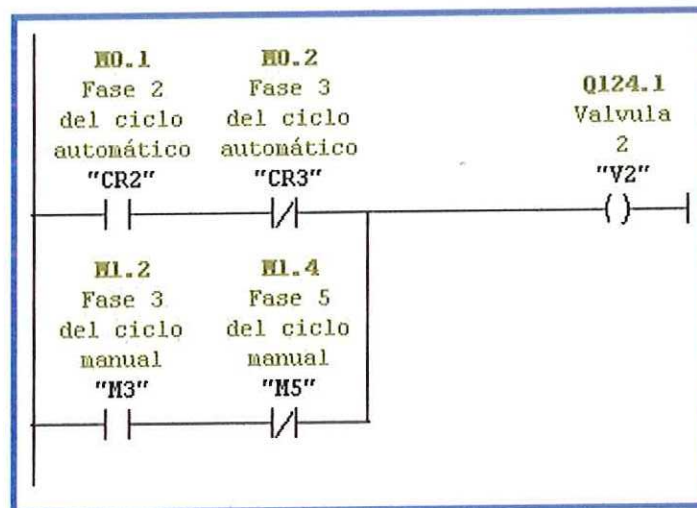 M0.1
Fase 2
del ciclo
automático
"CR2"
M0.2
Fase 3
del ciclo
automático
"CR3"
Q124.1
Valvula
2
"V2"
M1.2
Fase 3
del ciclo
manual
"M3"
M1.4
Fase 5
del ciclo
manual
"M5"